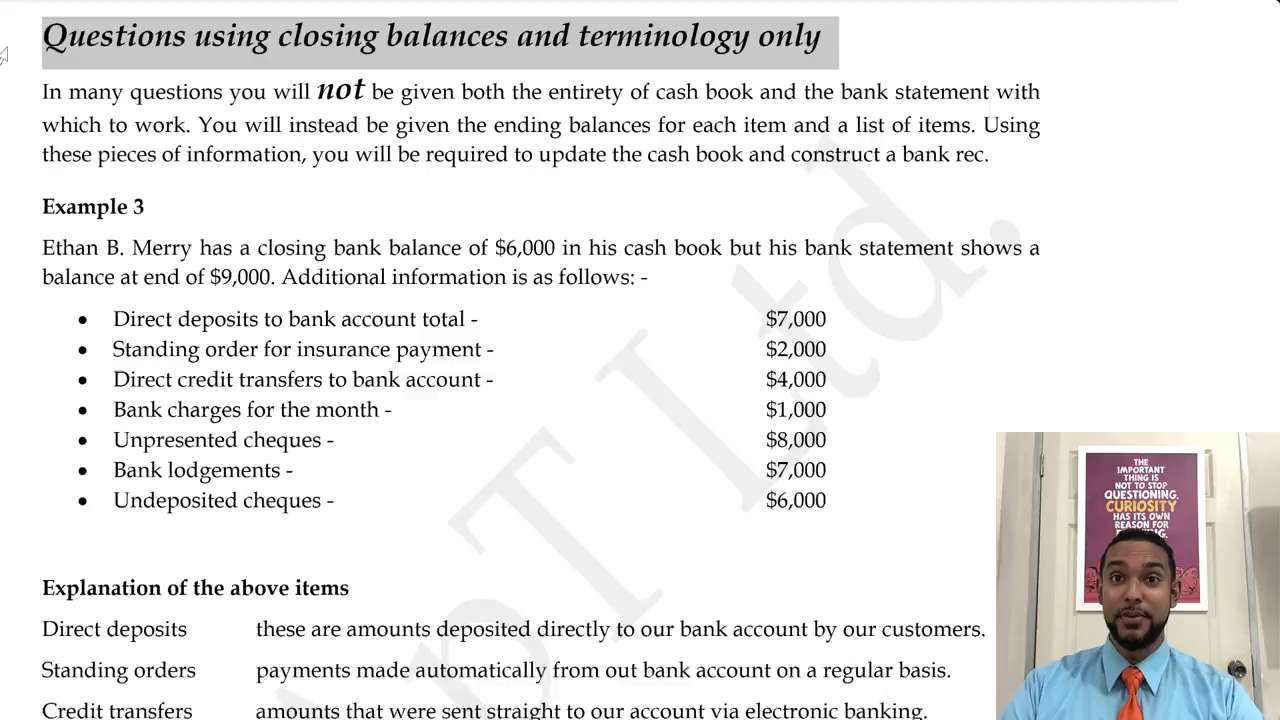 Questions using closing balances and terminology only
In many questions you will not be given both the entirety of cash book and the bank statement with
which to work. You will instead be given the ending balances for each item and a list of items. Using
these pieces of information, you will be required to update the cash book and construct a bank rec.
Example 3
Ethan B. Merry has a closing bank balance of $6,000 in his cash book but his bank statement shows a
balance at end of $9,000. Additional information is as follows: -
• Direct deposits to bank account total - $7,000
• Standing order for insurance payment - $2,000
• Direct credit transfers to bank account - $4,000
• Bank charges for the month - $1,000
• Unpresented cheques - $8,000
• Bank lodgements - $7,000
• Undeposited cheques - $6,000
Explanation of the above items
Direct deposits these are amounts deposited directly to our bank account by our customers.
Standing orders payments made automatically from out bank account on a regular basis.
Credit transfers amounts that were sent straight to our account via electronic banking.
THE
IMPORTANT
THING IS
NOT TO STOP
QUESTIONING.
CURIOSITY
HAS ITS OWN
REASON FOR